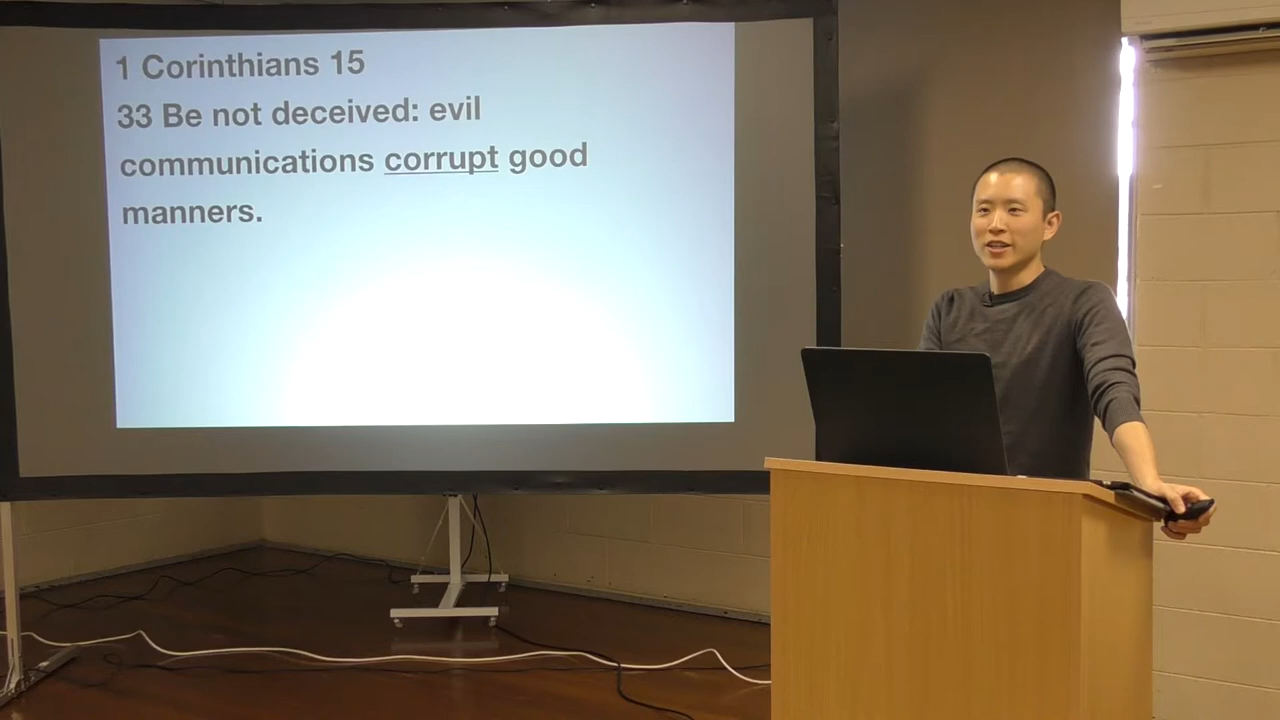 1 Corinthians 15
33 Be not deceived: evil
communications corrupt good
manners.